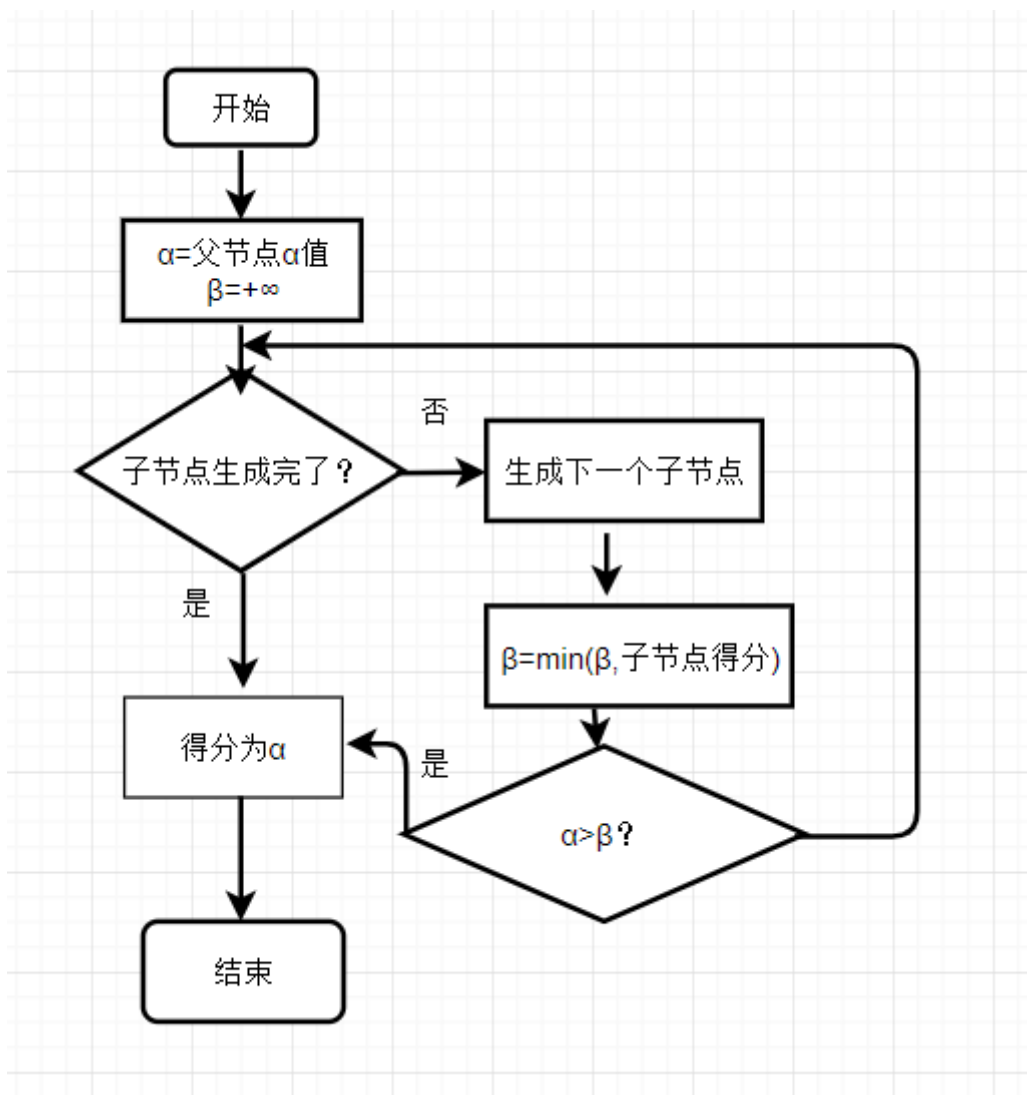 开始
α=父节点α值
β=+∞
子节点生成完了？
否
生成下一个子节点
是
β=min(β,子节点得分)
得分为α
是
α>β？
结束